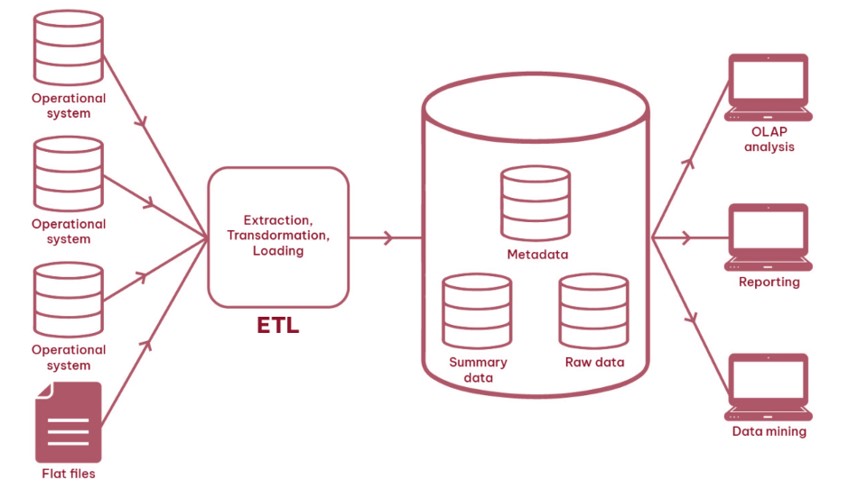 Operational
system
Operational
system
Operational
system
Flat files
Extraction,
Transdormation,
Loading
ETL
Metadata
Summary
data
Raw data
OLAP
analysis
Reporting
Data mining